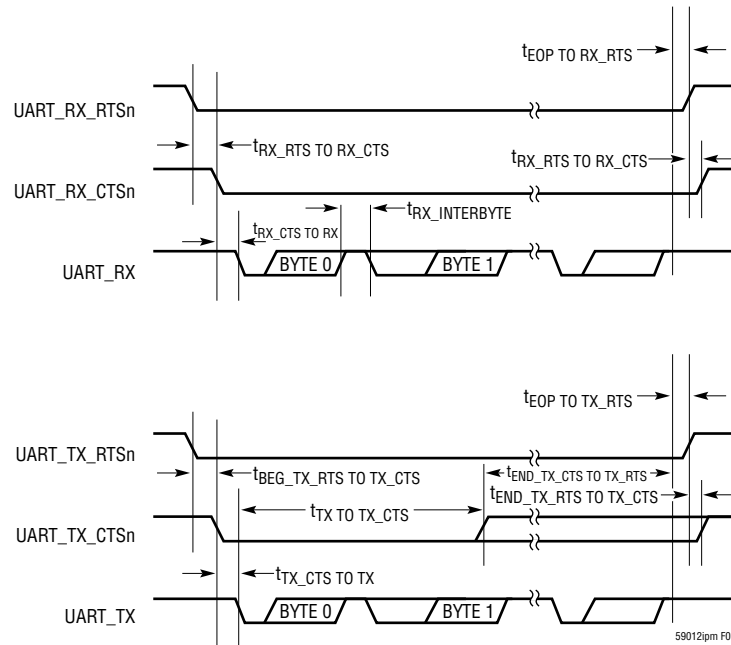 tEOP TO RX_RTS
UART_RX_RTSn
tRX_RTS TO RX_CTS
tRX_RTS TO RX_CTS
UART_RX_CTSn
tRX_INTERBYTE
tRX_CTS TO RX
UART_RX
BYTE 0
BYTE 1
tEOP TO TX_RTS
UART_TX_RTSn
tBEG_TX_RTS TO TX_CTS
tEND_TX_CTS TO TX_RTS
tEND_TX_RTS TO TX_CTS
tTX TO TX_CTS
UART_TX_CTSn
tTX_CTS TO TX
UART_TX
BYTE 0
BYTE 1
59012ipm F0